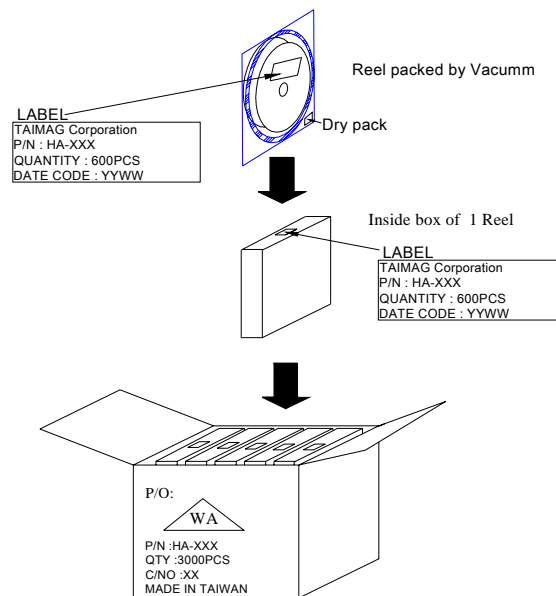 Reel packed by Vacumm
LABEL
TAIMAG Corporation
P/N : HA-XXX
QUANTITY : 600PCS
DATE CODE : YYWW
Dry pack
Inside box of 1 Reel
LABEL
TAIMAG Corporation
P/N : HA-XXX
QUANTITY : 600PCS
DATE CODE : YYWW
P/O:
WA
P/N :HA-XXX
QTY :3000PCS
C/NO :XX
MADE IN TAIWAN